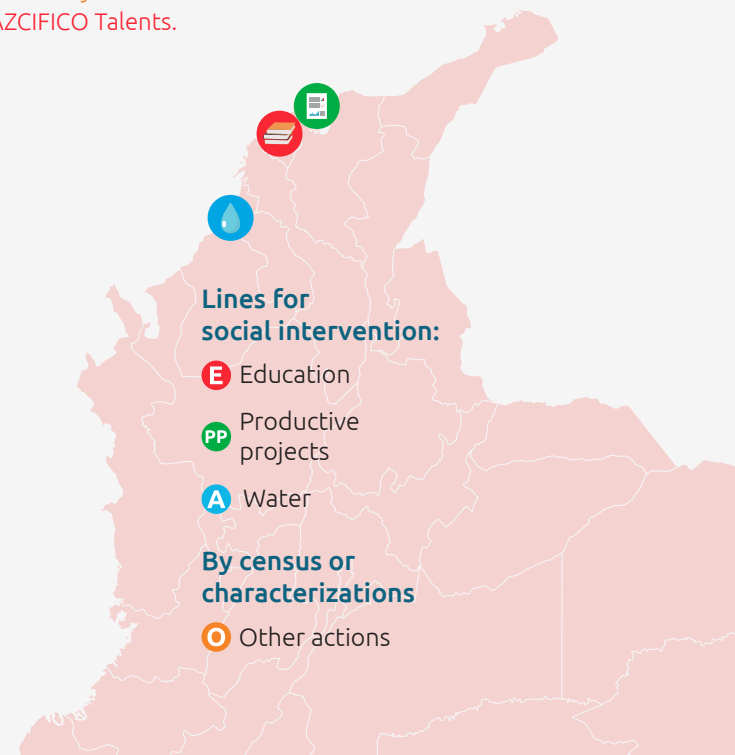 AZCIFICO Talents.
Lines for
social intervention:
E Education
PP Productive
projects
A Water
By census or
characterizations
O Other actions